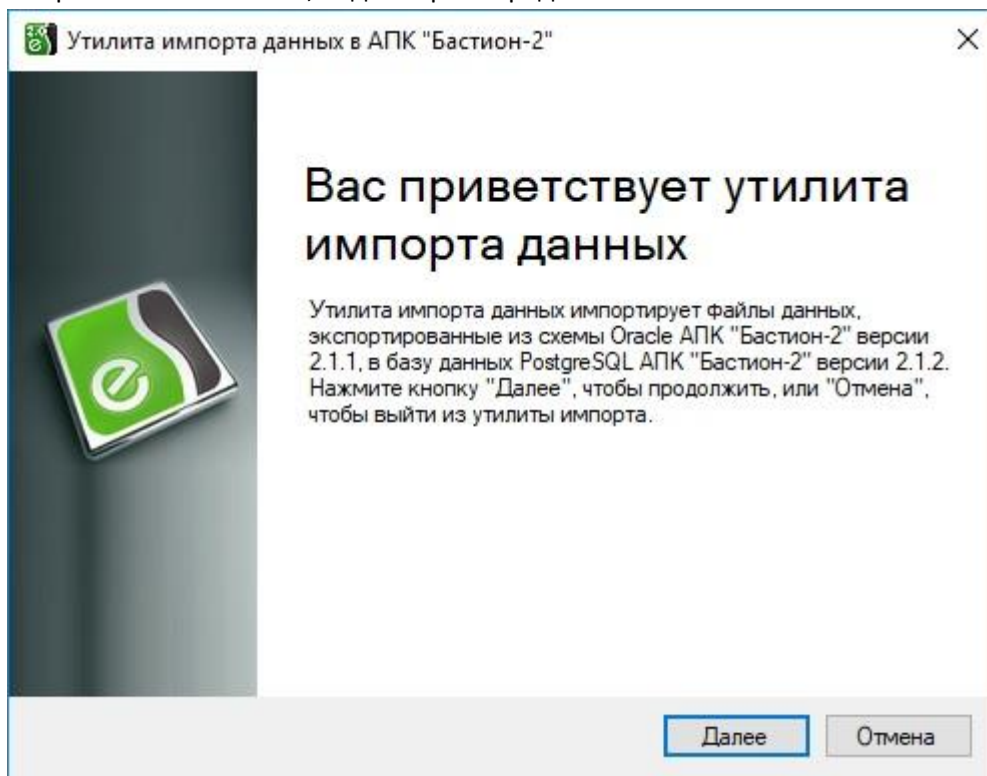 Утилита импорта данных в АПК "Бастион-2"
Вас приветствует утилита
импорта данных
Утилита импорта данных импортирует файлы данных,
экспортированные из схемы Oracle АПК "Бастион-2" версии
2.1.1, в базу данных PostgreSQL АПК "Бастион-2" версии 2.1.2.
Нажмите кнопку "Далее", чтобы продолжить, или "Отмена",
чтобы выйти из утилиты импорта.
Далее
Отмена